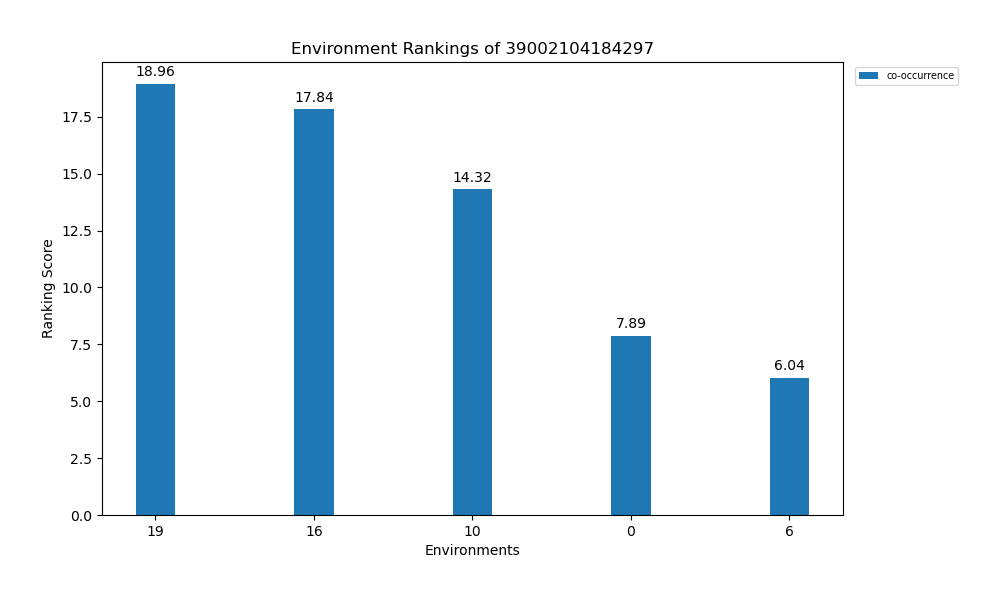 Environment Rankings of 39002104184297
co-occurrence
18.96
17.84
14.32
7.89
6.04
Ranking Score
17.5
15.0
12.5
10.0
7.5
5.0
2.5
0.0
19 16 10 0 6
Environments